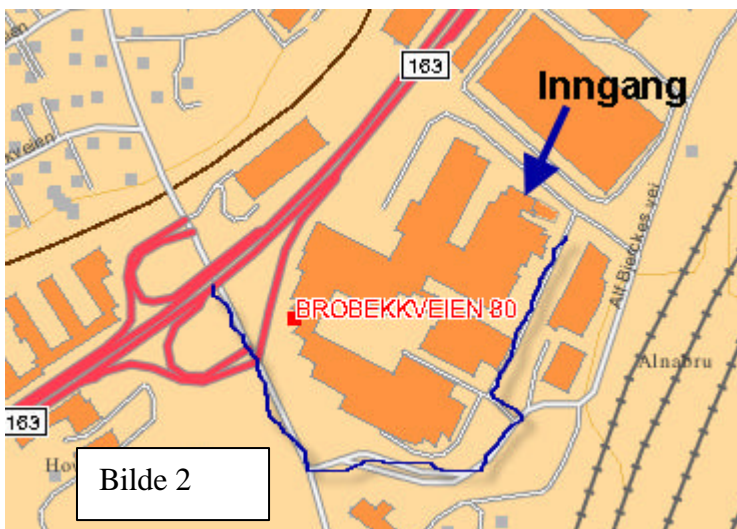 163
Inngang
BROBEKKVEIEN 80
Alf Bjerckes vei
Alnabru
163
Bilde 2